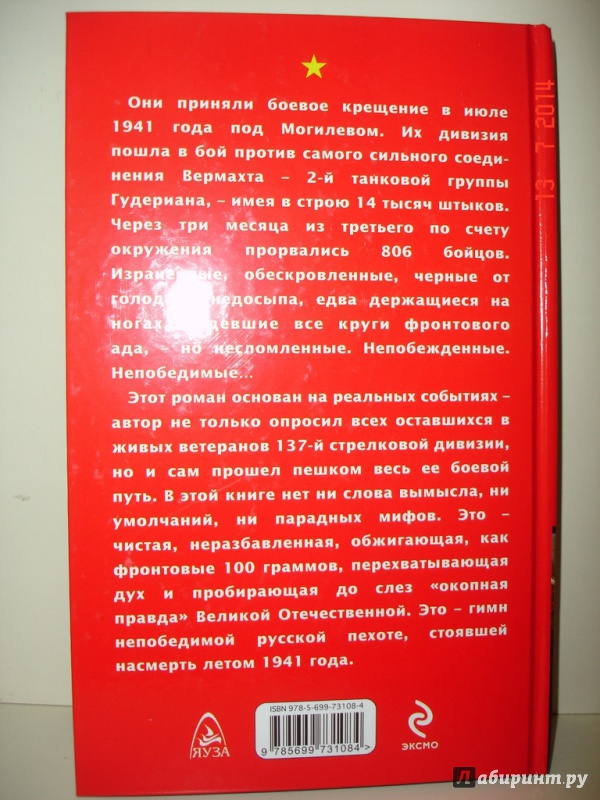 Они приняли боевое крещение в июле
1941 года под Могилевом. Их дивизия
пошла в бой против самого сильного соеди-
нения Вермахта – 2-й танковой группы
Гудериана, – имея в строю 14 тысяч штыков.
Через три месяца из третьего по счету
окружения прорвались 806 бойцов.
Израненные, обескровленные, черные от
голода недосыпа, едва держащиеся на
ногах, все круги фронтового
ада, – но несломленные. Непобежденные.
Непобедимые...
Этот роман основан на реальных событиях –
автор не только опросил всех оставшихся в
живых ветеранов 137-й стрелковой дивизии,
но и сам прошел пешком весь ее боевой
путь. В этой книге нет ни слова вымысла, ни
умолчаний, ни парадных мифов. Это –
чистая, неразбавленная, обжигающая, как
фронтовые 100 граммов, перехватывающая
дух и пробирающая до слез «окопная
правда» Великой Отечественной. Это – гимн
непобедимой русской пехоте, стоявшей
насмерть летом 1941 года.
ISBN 978-5-699-73108-4
9 785699 731084 >
ЯУЗА
ЭКСМО
13 7 2014
Лабиринт.ру